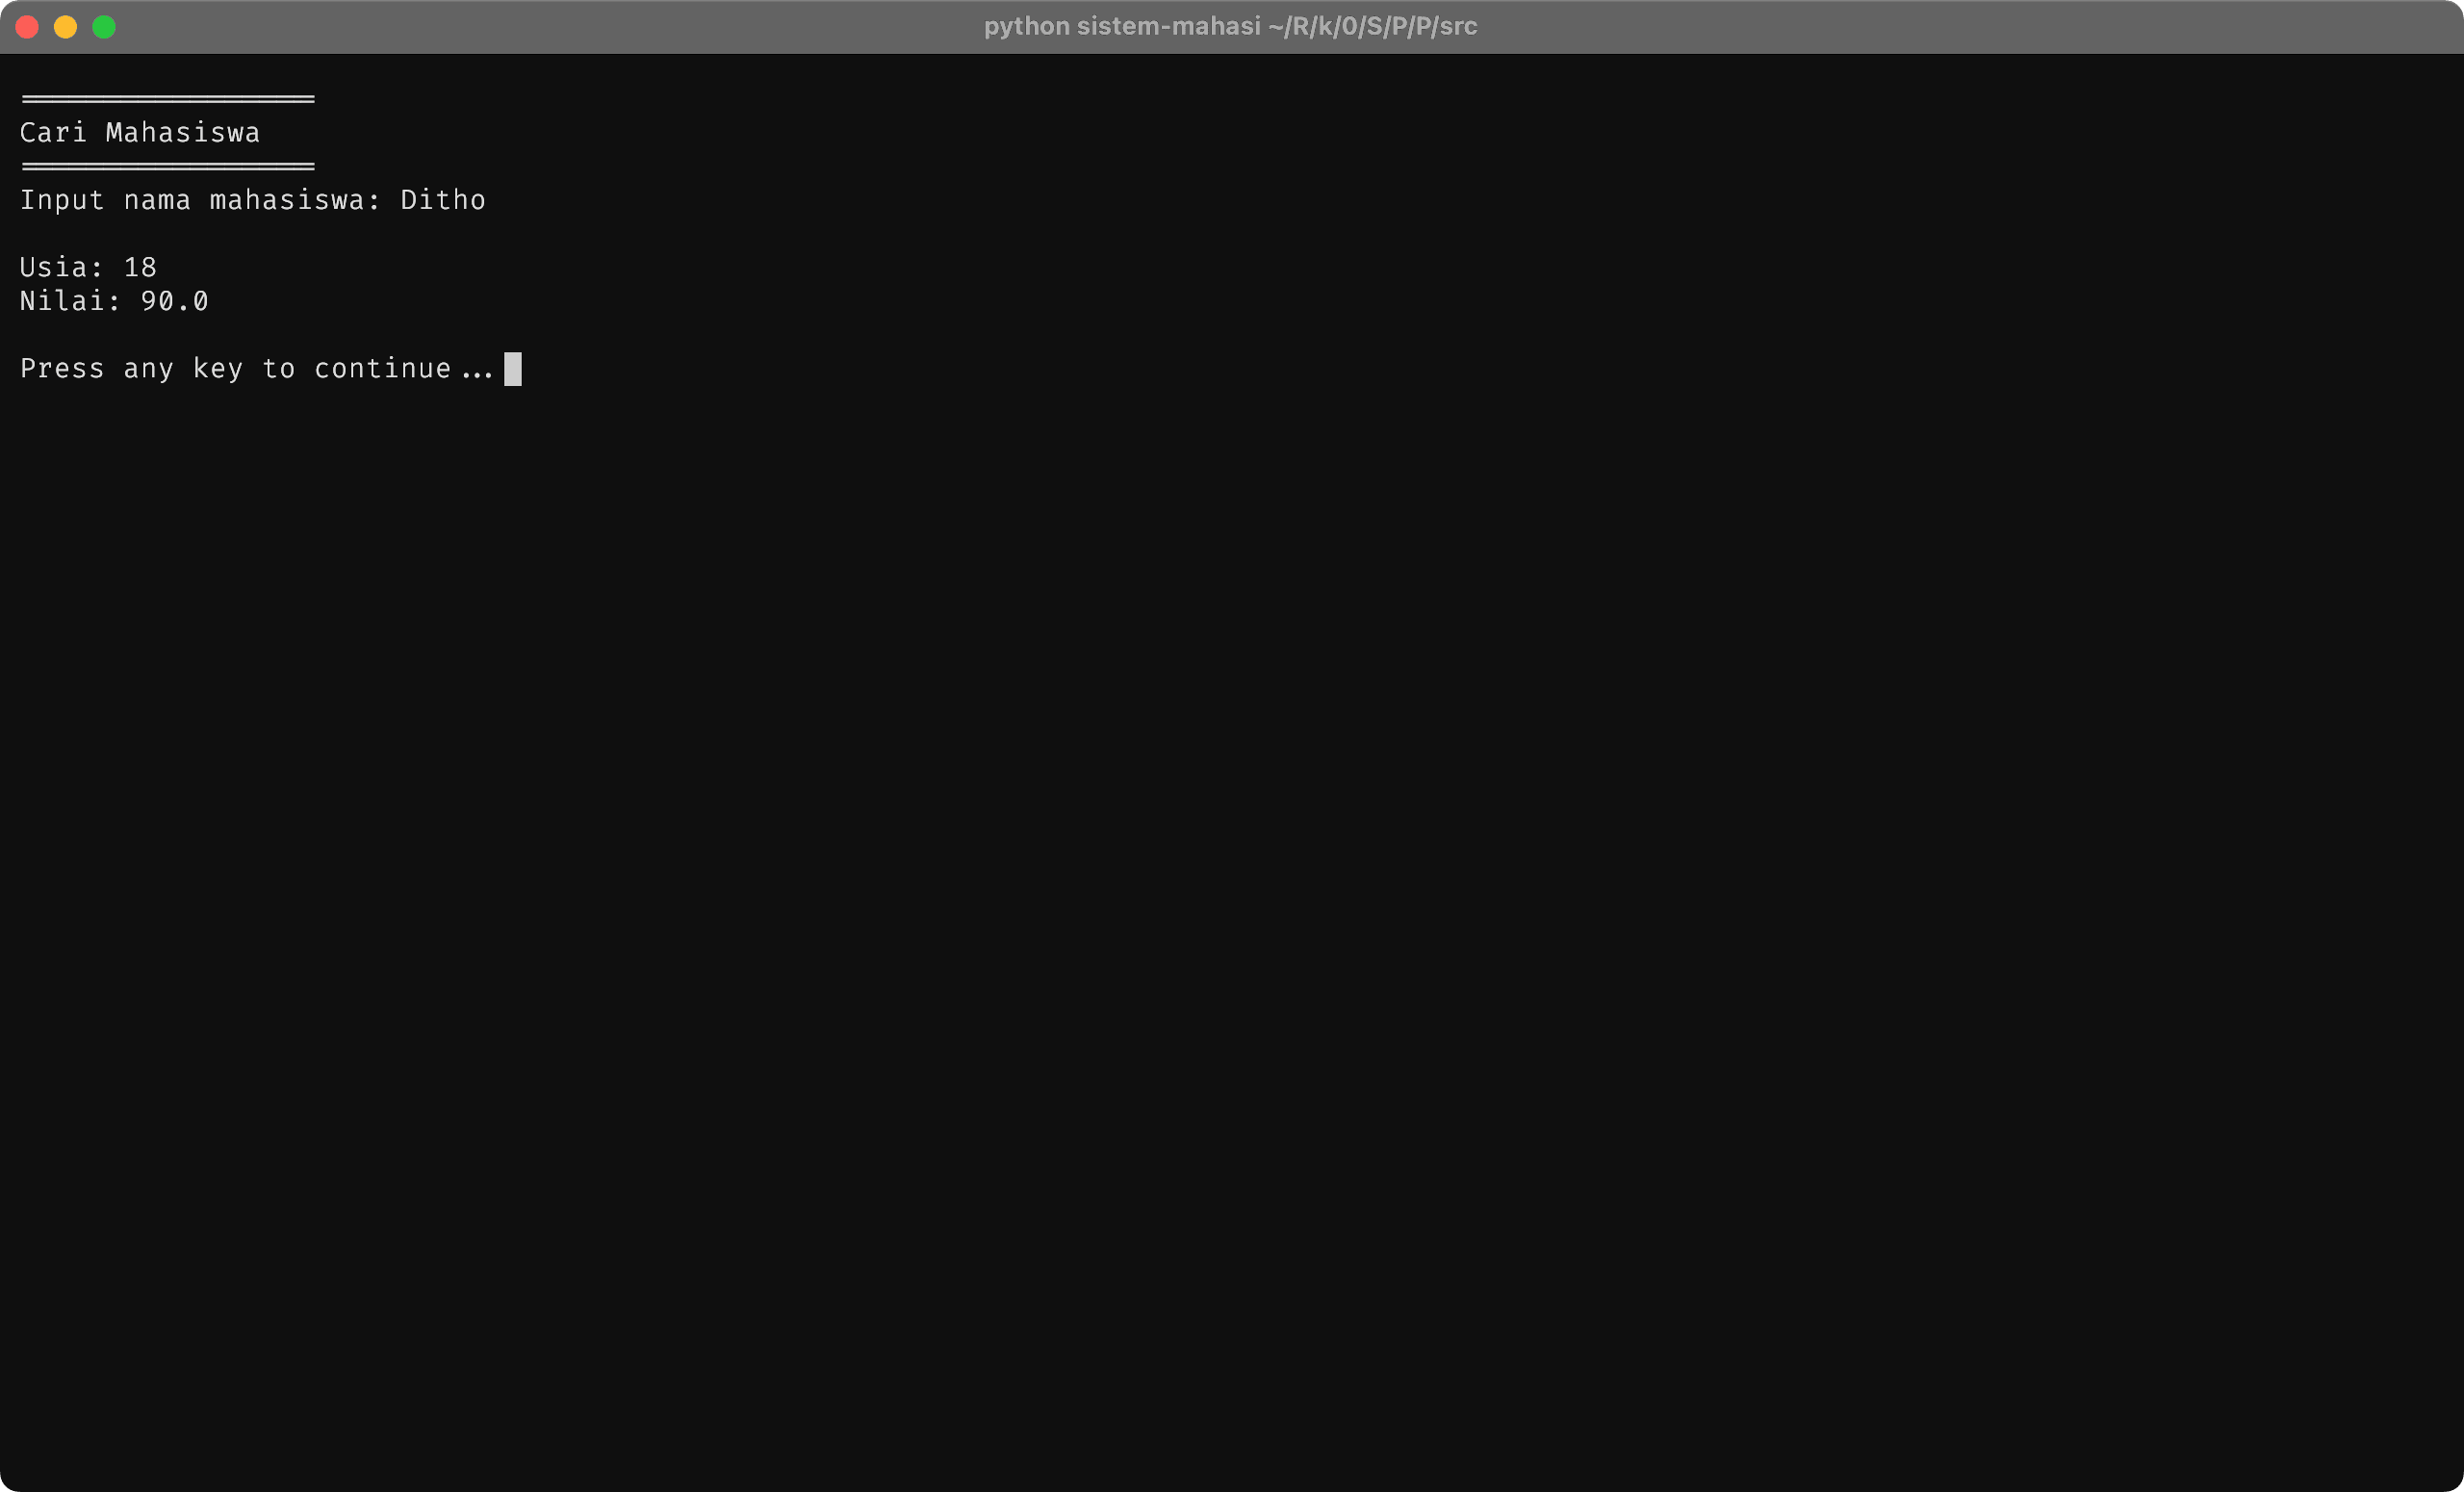 python sistem-mahasi ~/R/k/0/S/P/P/src
=================
Cari Mahasiswa
=================
Input nama mahasiswa: Ditho
Usia: 18
Nilai: 90.0
Press any key to continue...